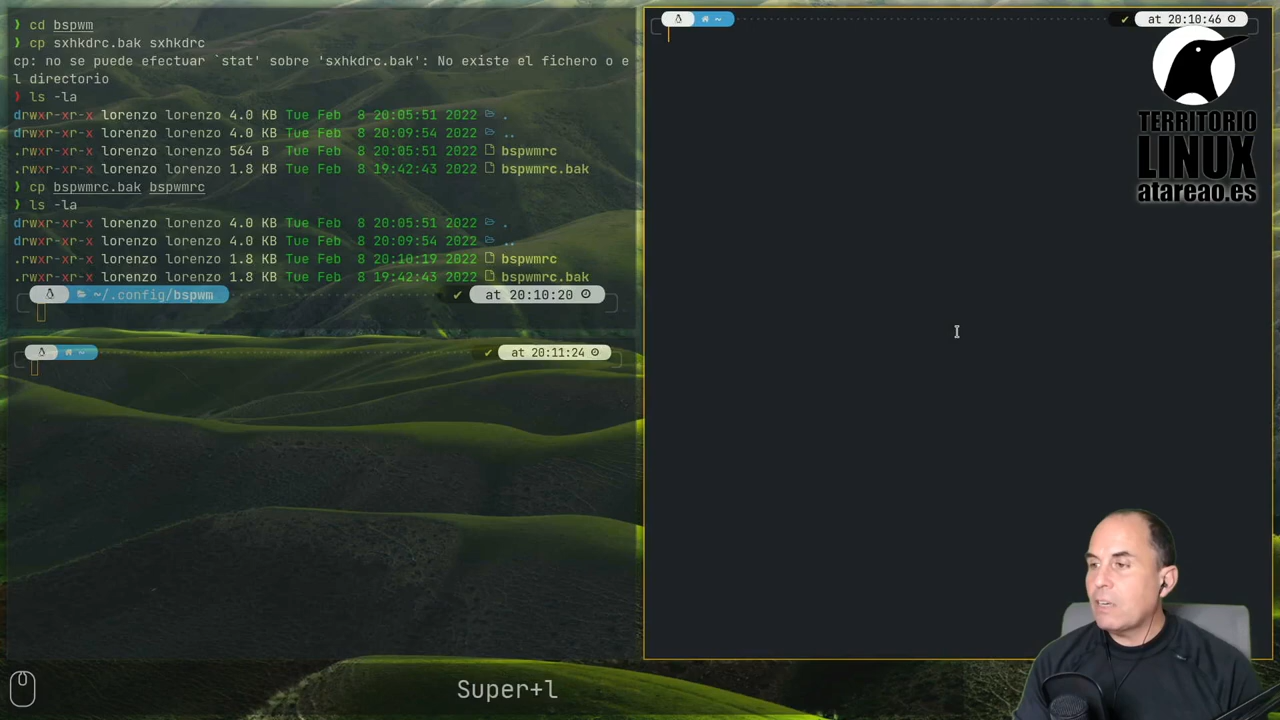 ❯ cd bspwm
❯ cp sxhkdrc.bak sxhkdrc
cp: no se puede efectuar `stat' sobre 'sxhkdrc.bak': No existe el fichero o e
l directorio
❯ ls -la
drwxr-xr-x lorenzo lorenzo 4.0 KB Tue Feb  8 20:05:51 2022 .
drwxr-xr-x lorenzo lorenzo 4.0 KB Tue Feb  8 20:09:54 2022 ..
.rwxr-xr-x lorenzo lorenzo 564 B  Tue Feb  8 20:05:51 2022 bspwmrc
.rwxr-xr-x lorenzo lorenzo 1.8 KB Tue Feb  8 19:42:43 2022 bspwmrc.bak
❯ cp bspwmrc.bak bspwmrc
❯ ls -la
drwxr-xr-x lorenzo lorenzo 4.0 KB Tue Feb  8 20:05:51 2022 .
drwxr-xr-x lorenzo lorenzo 4.0 KB Tue Feb  8 20:09:54 2022 ..
.rwxr-xr-x lorenzo lorenzo 1.8 KB Tue Feb  8 20:10:19 2022 bspwmrc
.rwxr-xr-x lorenzo lorenzo 1.8 KB Tue Feb  8 19:42:43 2022 bspwmrc.bak
~/.config/bspwm ✔ at 20:10:20
~ ✔ at 20:11:24
~ ✔ at 20:10:46
TERRITORIO
LINUX
atareao.es
Super+l